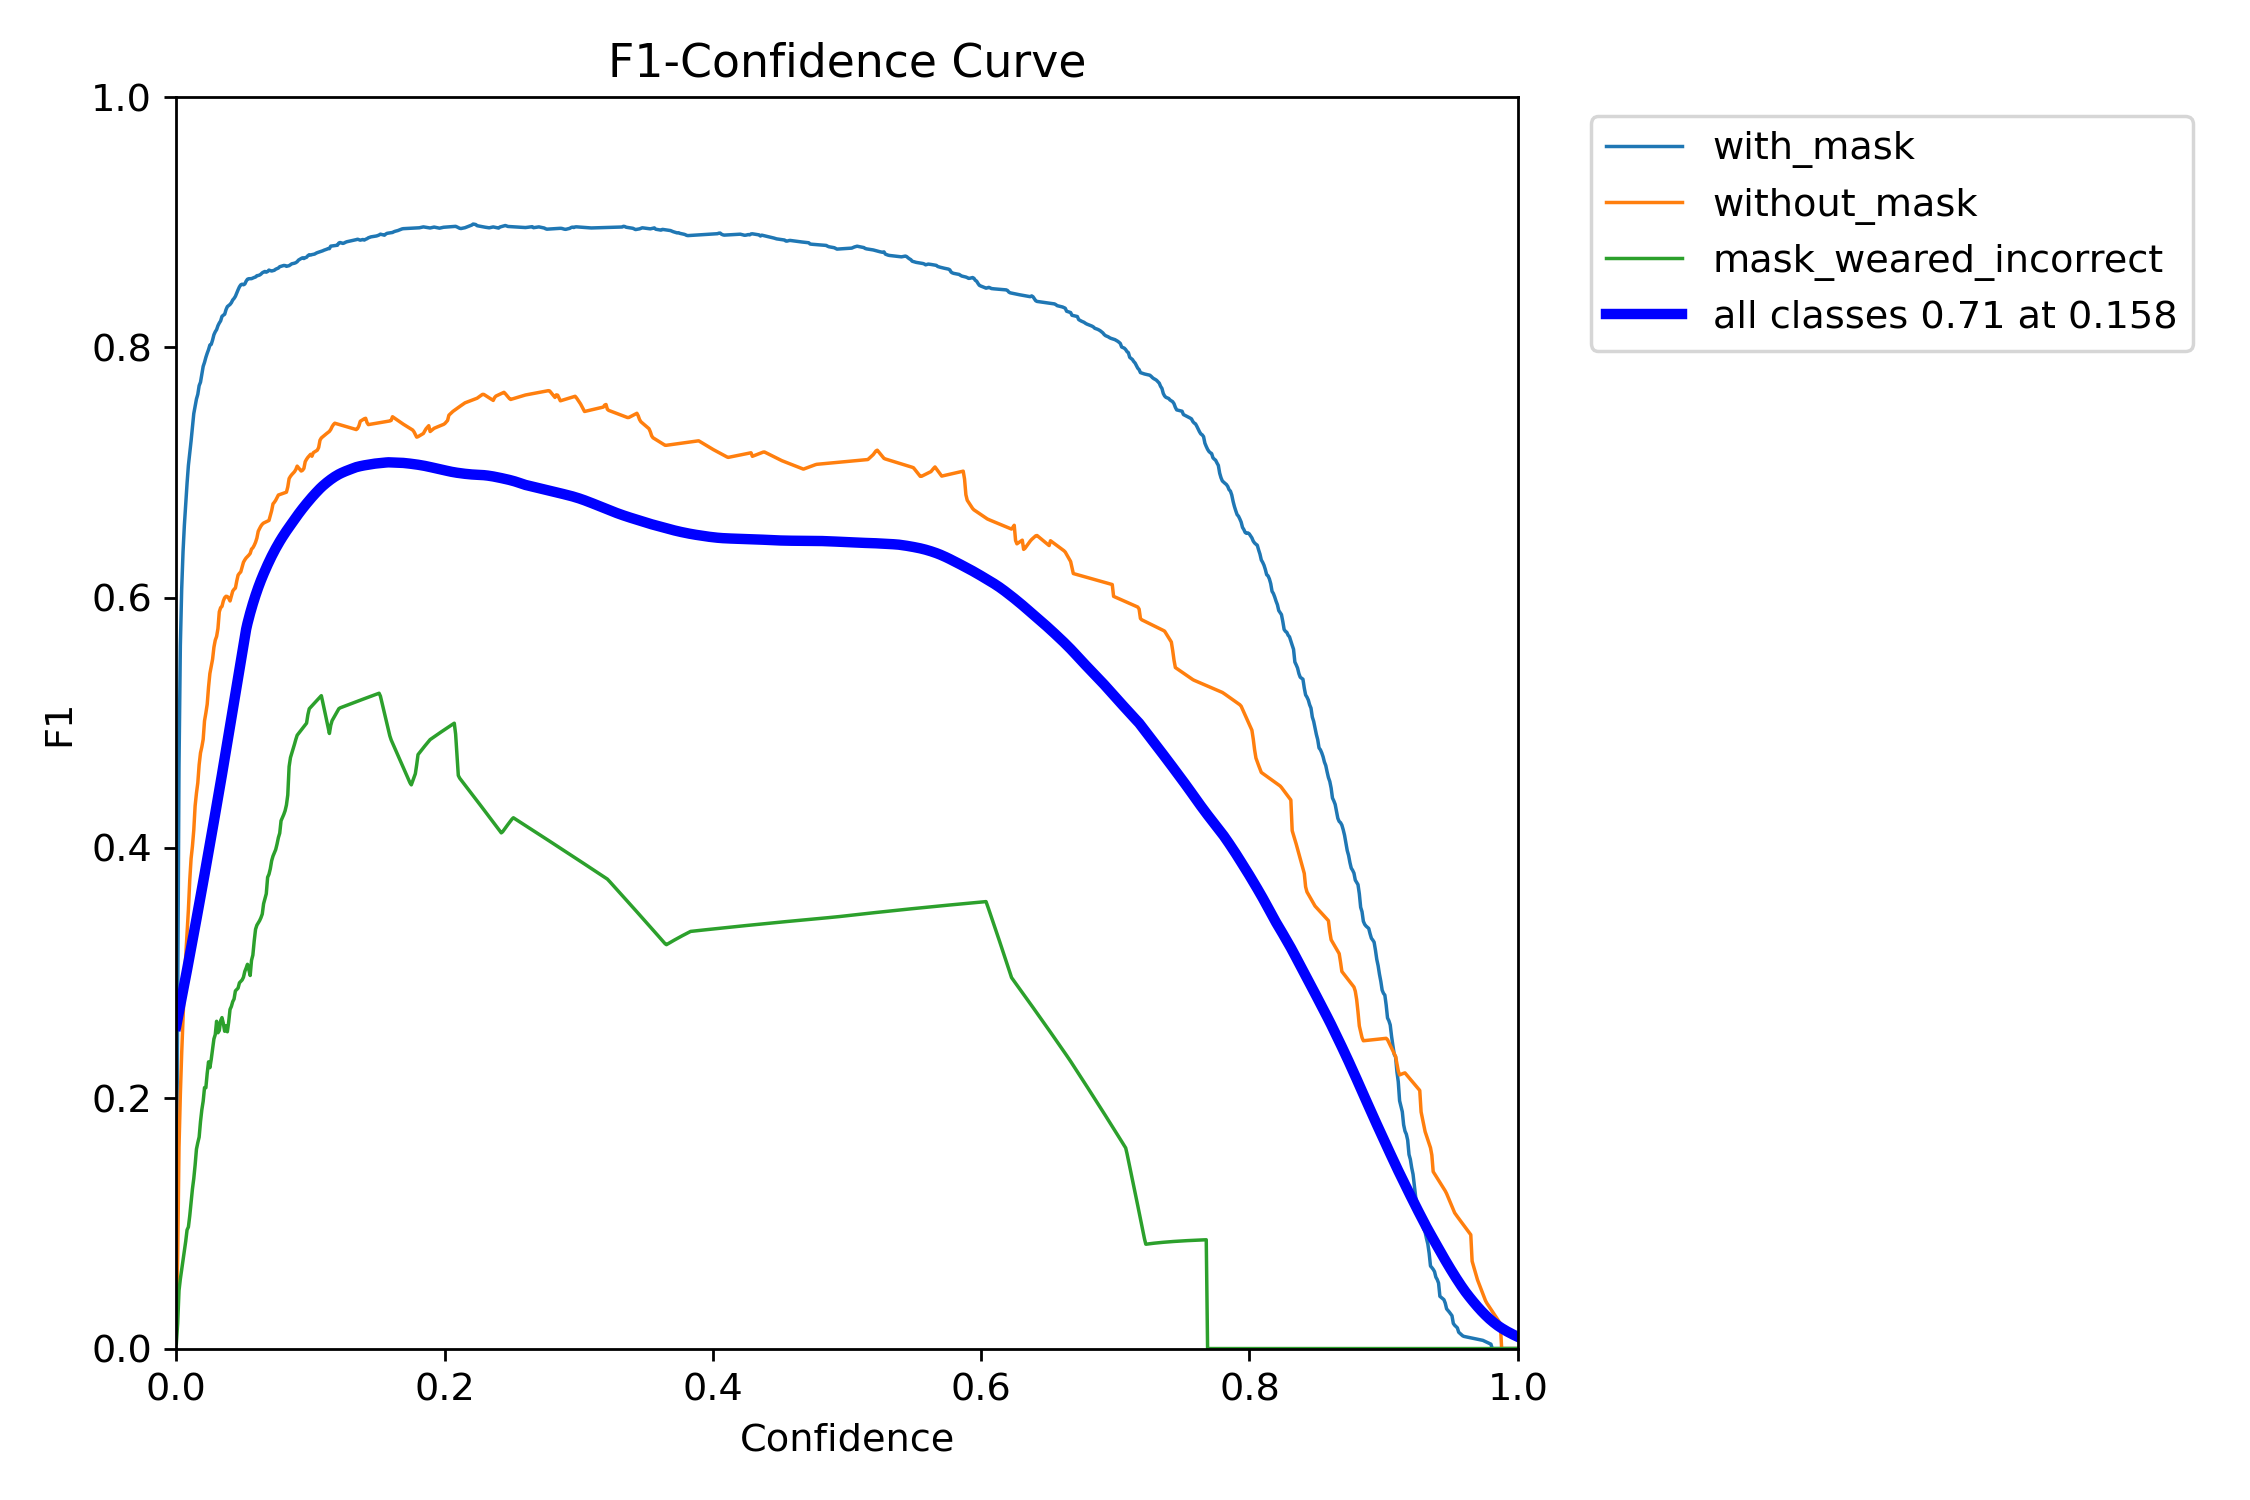 F1-Confidence Curve
1.0
0.8
0.6
0.4
0.2
0.0
F1
0.0 0.2 0.4 0.6 0.8 1.0
Confidence
with_mask
without_mask
mask_weared_incorrect
all classes 0.71 at 0.158